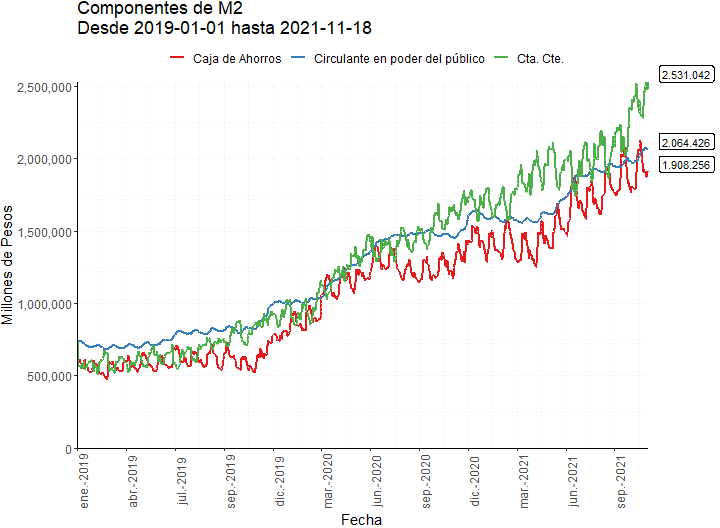 Componentes de M2
Desde 2019-01-01 hasta 2021-11-18
Caja de Ahorros Circulante en poder del público Cta. Cte.
2.531.042
2,500,000
2.064.426
2,000,000
1.908.256
1,500,000
1,000,000
500,000
0
Millones de Pesos
ene.-2019
abr.-2019
jul.-2019
sep.-2019
dic.-2019
mar.-2020
jun.-2020
sep.-2020
dic.-2020
mar.-2021
jun.-2021
sep.-2021
Fecha